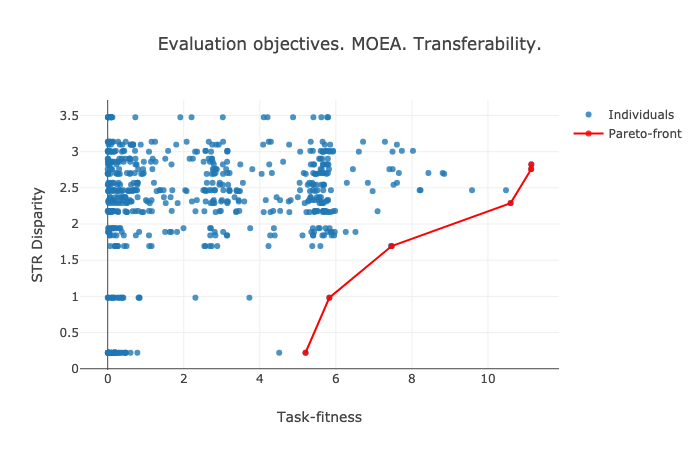 Evaluation objectives. MOEA. Transferability.
Individuals
Pareto-front
STR Disparity
3.5
3
2.5
2
1.5
1
0.5
0
0 2 4 6 8 10
Task-fitness